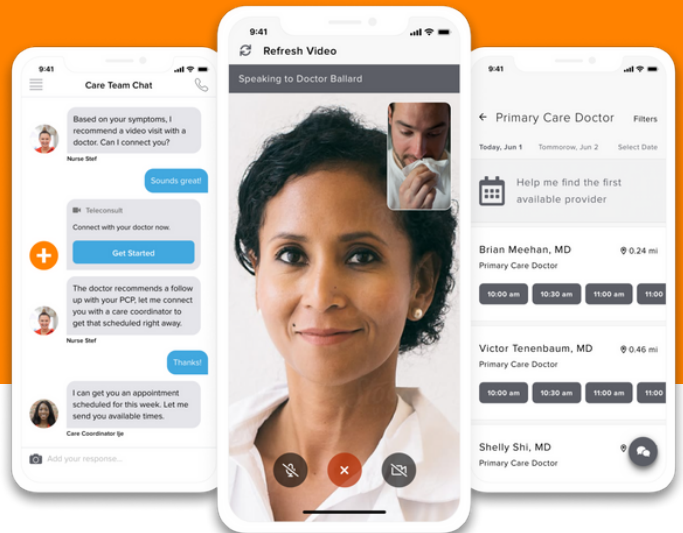 9:41
Care Team Chat
Based on your symptoms, I
recommend a video visit with a
doctor. Can I connect you?
Nurse Stef
Sounds great!
Teleconsult
Connect with your doctor now.
Get Started
The doctor recommends a follow
up with your PCP, let me connect
you with a care coordinator to
get that scheduled right away.
Nurse Stef
Thanks!
I can get you an appointment
scheduled for this week. Let me
send you available times.
Care Coordinator Ije
Add your response...
9:41
Refresh Video
Speaking to Doctor Ballard
9:41
Primary Care Doctor Filters
Today, Jun 1 Tommorow, Jun 2 Select Date
Help me find the first
available provider
Brian Meehan, MD 0.24 mi
Primary Care Doctor
10:00 am 10:30 am 11:00 am 11:00
Victor Tenenbaum, MD 0.46 mi
Primary Care Doctor
10:00 am 10:30 am 11:00 am 11:00
Shelly Shi, MD
Primary Care Doctor